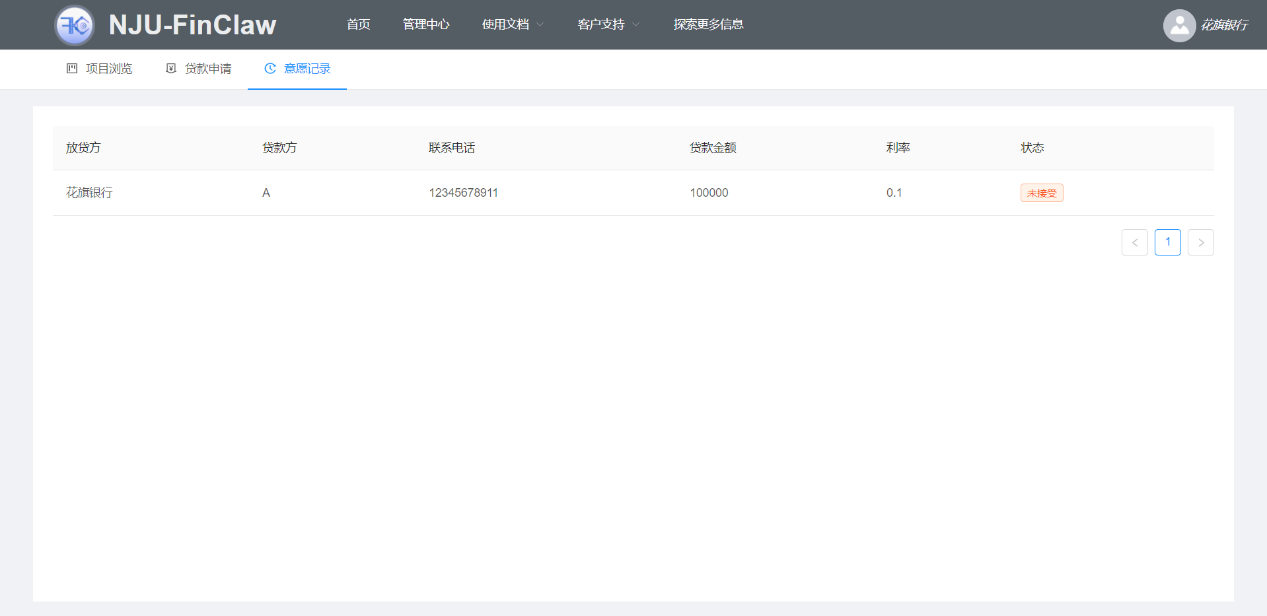 NJU-FinClaw 首页 管理中心 使用文档 客户支持 探索更多信息 花旗银行
项目浏览 贷款申请 意愿记录
放贷方 贷款方 联系电话 贷款金额 利率 状态
花旗银行 A 12345678911 100000 0.1 未接受
< 1 >